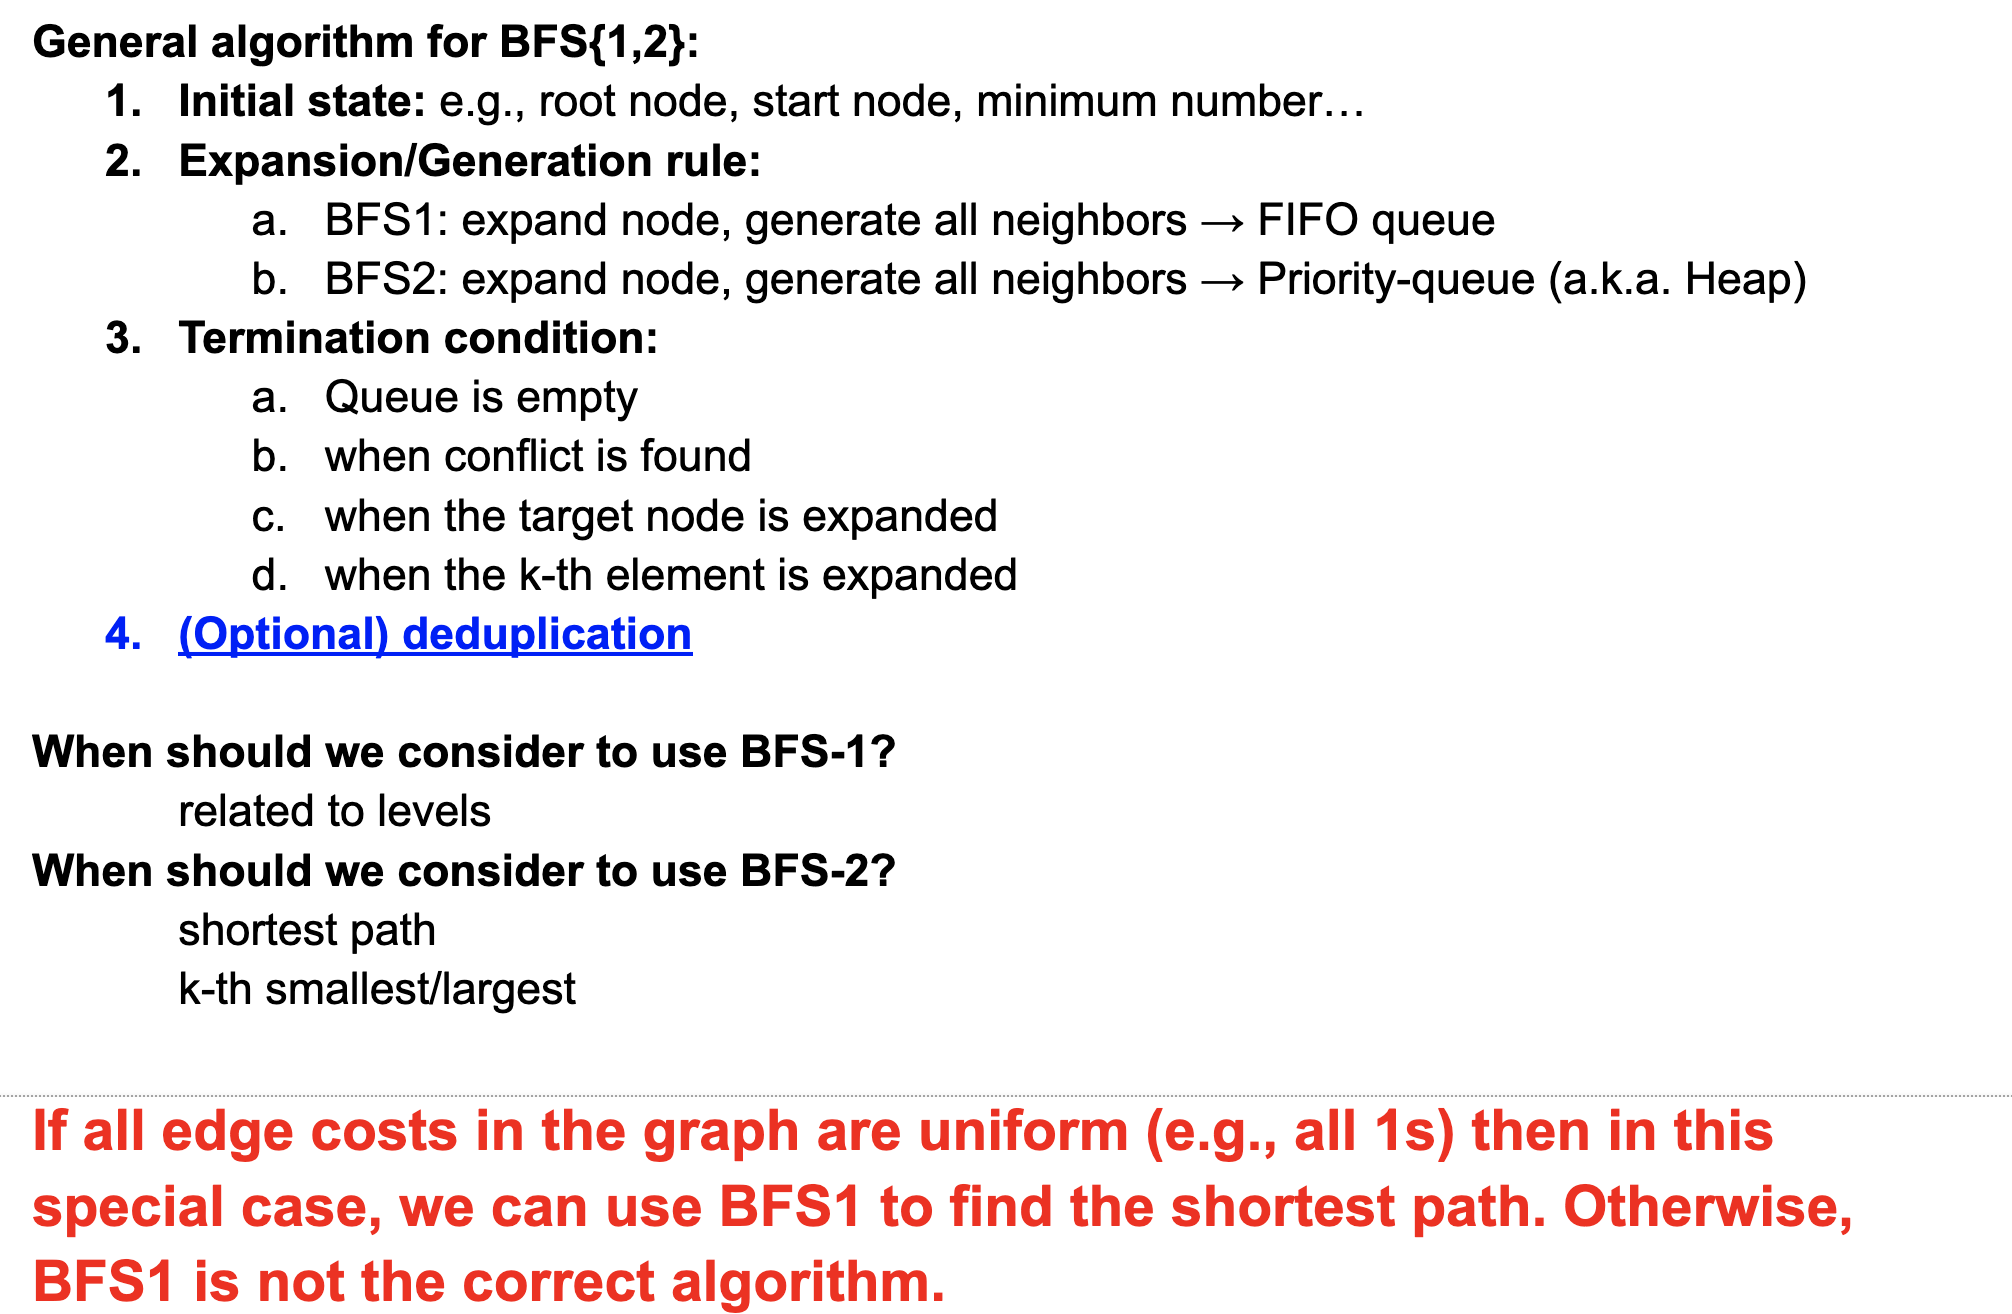 General algorithm for BFS{1,2}:
1. Initial state: e.g., root node, start node, minimum number…
2. Expansion/Generation rule:
a. BFS1: expand node, generate all neighbors → FIFO queue
b. BFS2: expand node, generate all neighbors → Priority-queue (a.k.a. Heap)
3. Termination condition:
a. Queue is empty
b. when conflict is found
c. when the target node is expanded
d. when the k-th element is expanded
4. (Optional) deduplication
When should we consider to use BFS-1?
related to levels
When should we consider to use BFS-2?
shortest path
k-th smallest/largest
If all edge costs in the graph are uniform (e.g., all 1s) then in this
special case, we can use BFS1 to find the shortest path. Otherwise,
BFS1 is not the correct algorithm.